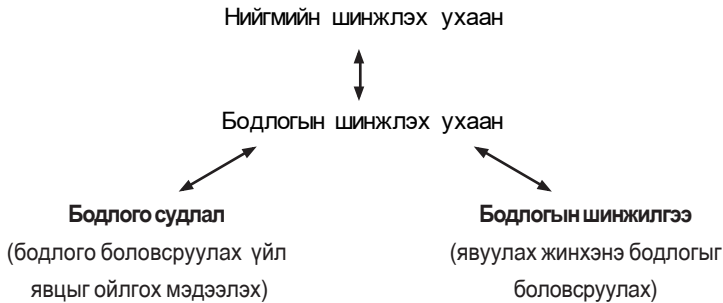 Нийгмийн шинжлэх ухаан
Бодлогын шинжлэх ухаан
Бодлого судлал
(бодлого боловсруулах үйл
явцыг ойлгох мэдээлэх)
Бодлогын шинжилгээ
(явуулах жинхэнэ бодлогыг
боловсруулах)